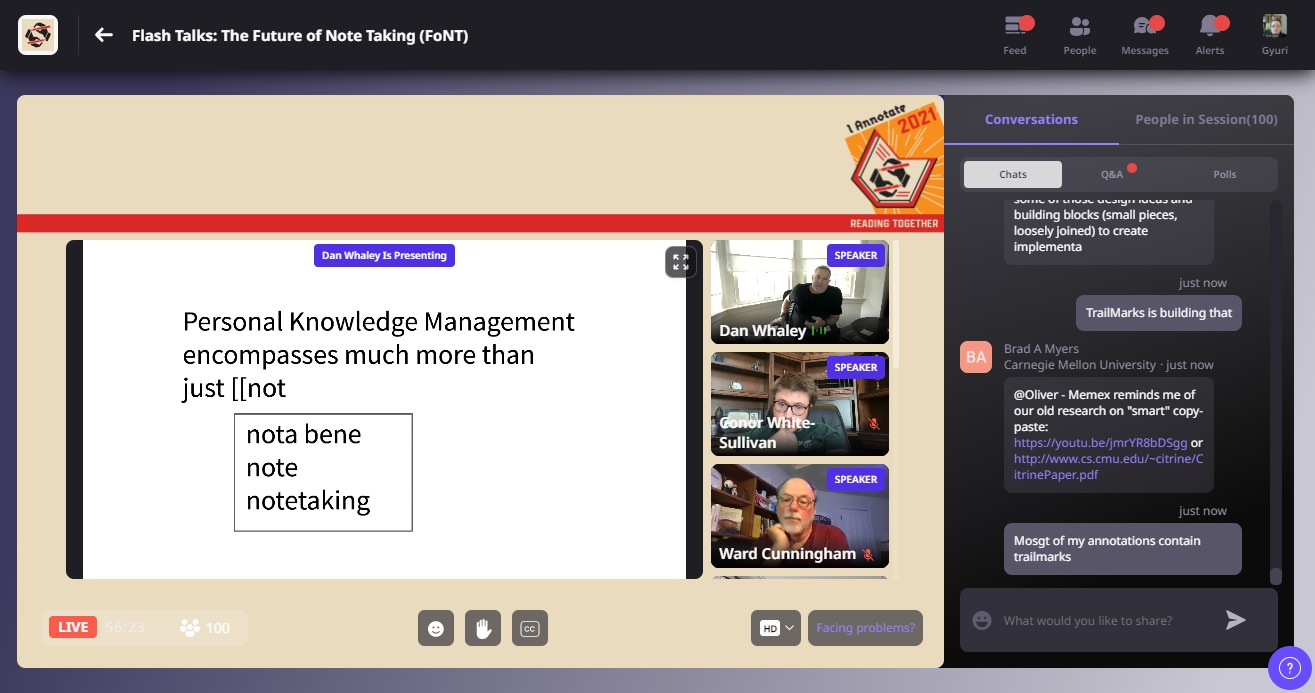 Flash Talks: The Future of Note Taking (FoNT)
Feed
People
Messages
Alerts
Gyuri
I Annotate
2021
READING TOGETHER
Dan Whaley Is Presenting
Personal Knowledge Management
encompasses much more than
just [[not
nota bene
note
notetaking
SPEAKER
Dan Whaley
SPEAKER
Conor White-
Sullivan
SPEAKER
Ward Cunningham
LIVE
56:23
100
CC
HD
Facing problems?
Conversations
People in Session(100)
Chats
Q&A
Polls
some of those design ideas and
building blocks (small pieces,
loosely joined) to create
implementa
just now
TrailMarks is building that
BA
Brad A Myers
Carnegie Mellon University · just now
@Oliver - Memex reminds me of
our old research on "smart" copy-
paste:
https://youtu.be/jmrYR8bDSgg or
http://www.cs.cmu.edu/~citrine/C
itrinePaper.pdf
just now
Mosgt of my annotations contain
trailmarks
What would you like to share?
?